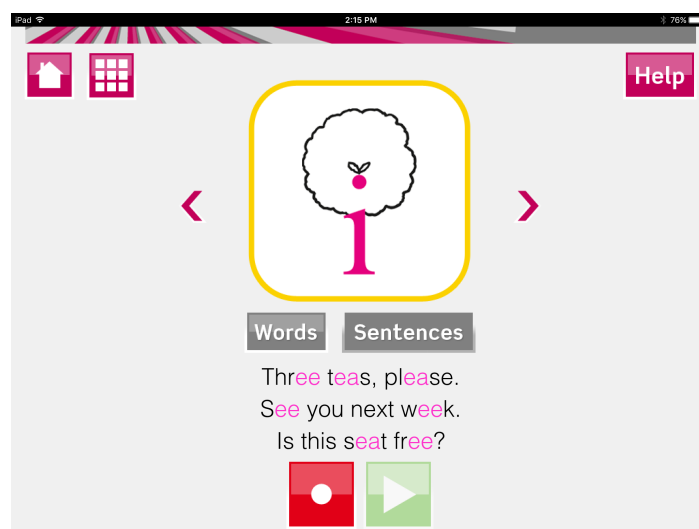 iPad 2:15 PM 76%
Help
i
Words Sentences
Three teas, please.
See you next week.
Is this seat free?